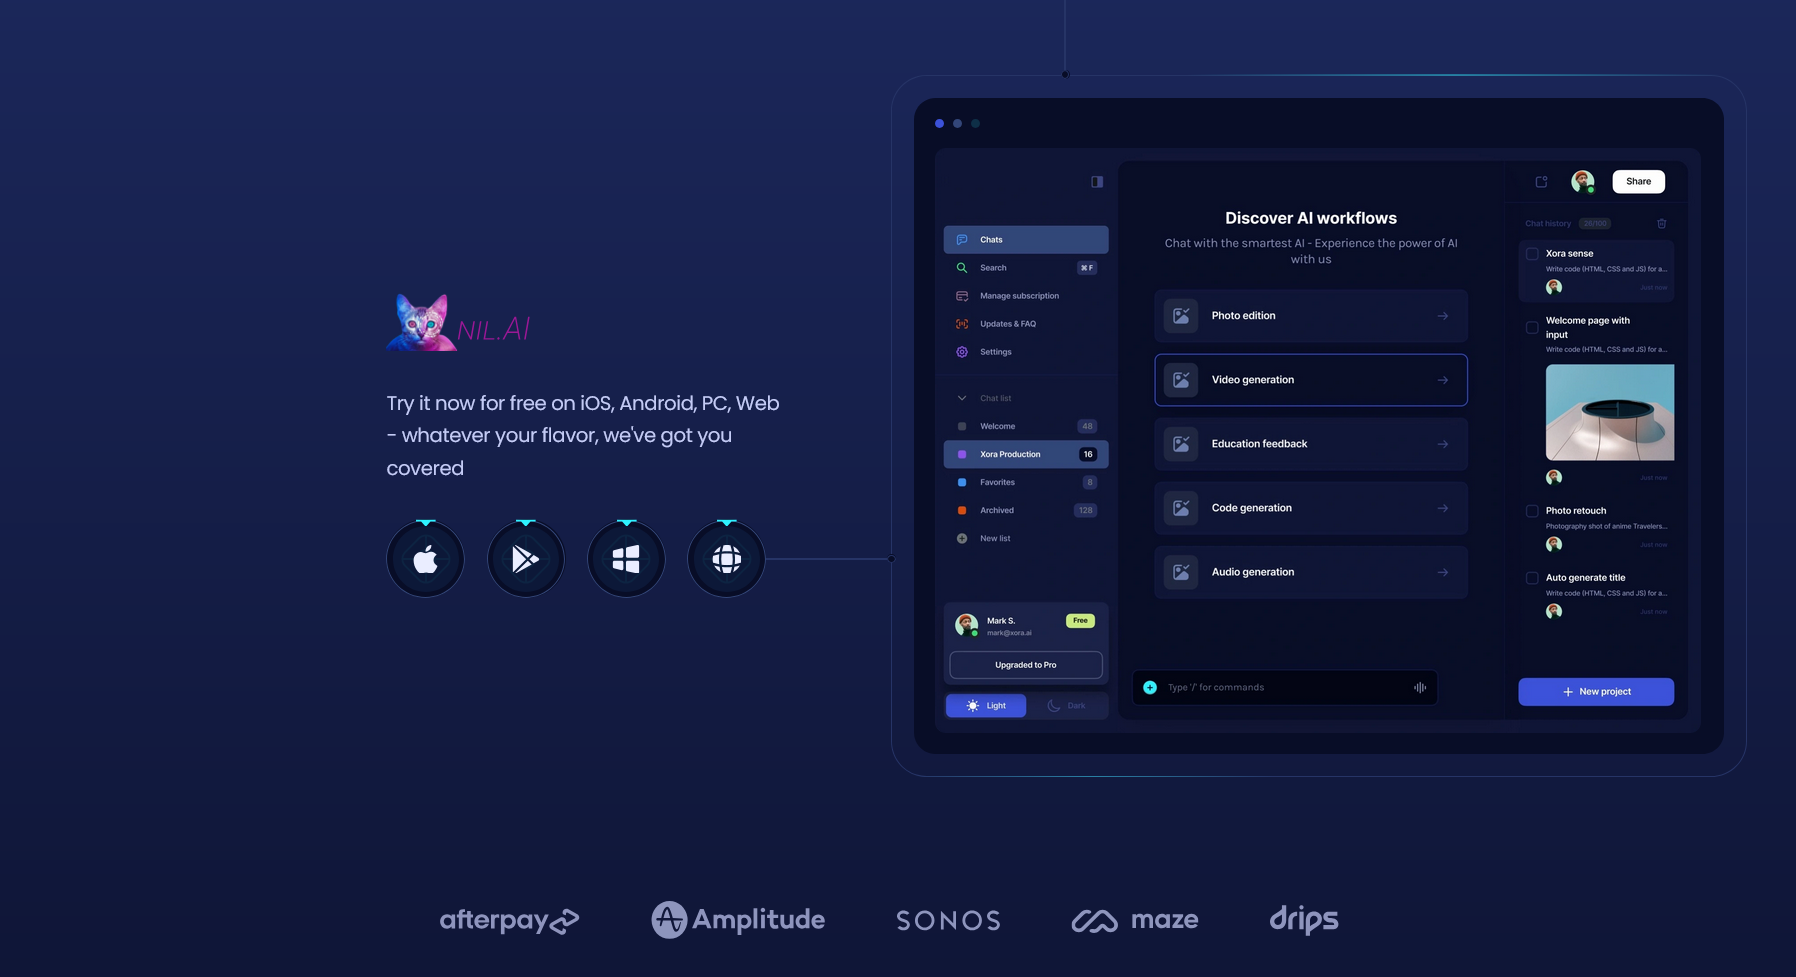 NIL.AI
Try it now for free on iOS, Android, PC, Web
- whatever your flavor, we've got you
covered
Chats
Search
⌘ F
Manage subscription
Updates & FAQ
Settings
Chat list
Welcome
48
Xora Production
16
Favorites
8
Archived
128
New list
Mark S.
Free
mark@xora.ai
Upgraded to Pro
Light
Dark
Discover AI workflows
Chat with the smartest AI - Experience the power of AI
with us
Photo edition
Video generation
Education feedback
Code generation
Audio generation
Type '/' for commands
Share
Chat history
26/100
Xora sense
Write code (HTML, CSS and JS) for a...
Just now
Welcome page with
input
Write code (HTML, CSS and JS) for a...
Just now
Photo retouch
Photography shot of anime Travelers...
Just now
Auto generate title
Write code (HTML, CSS and JS) for a...
Just now
New project
afterpay
Amplitude
SONOS
maze
drips